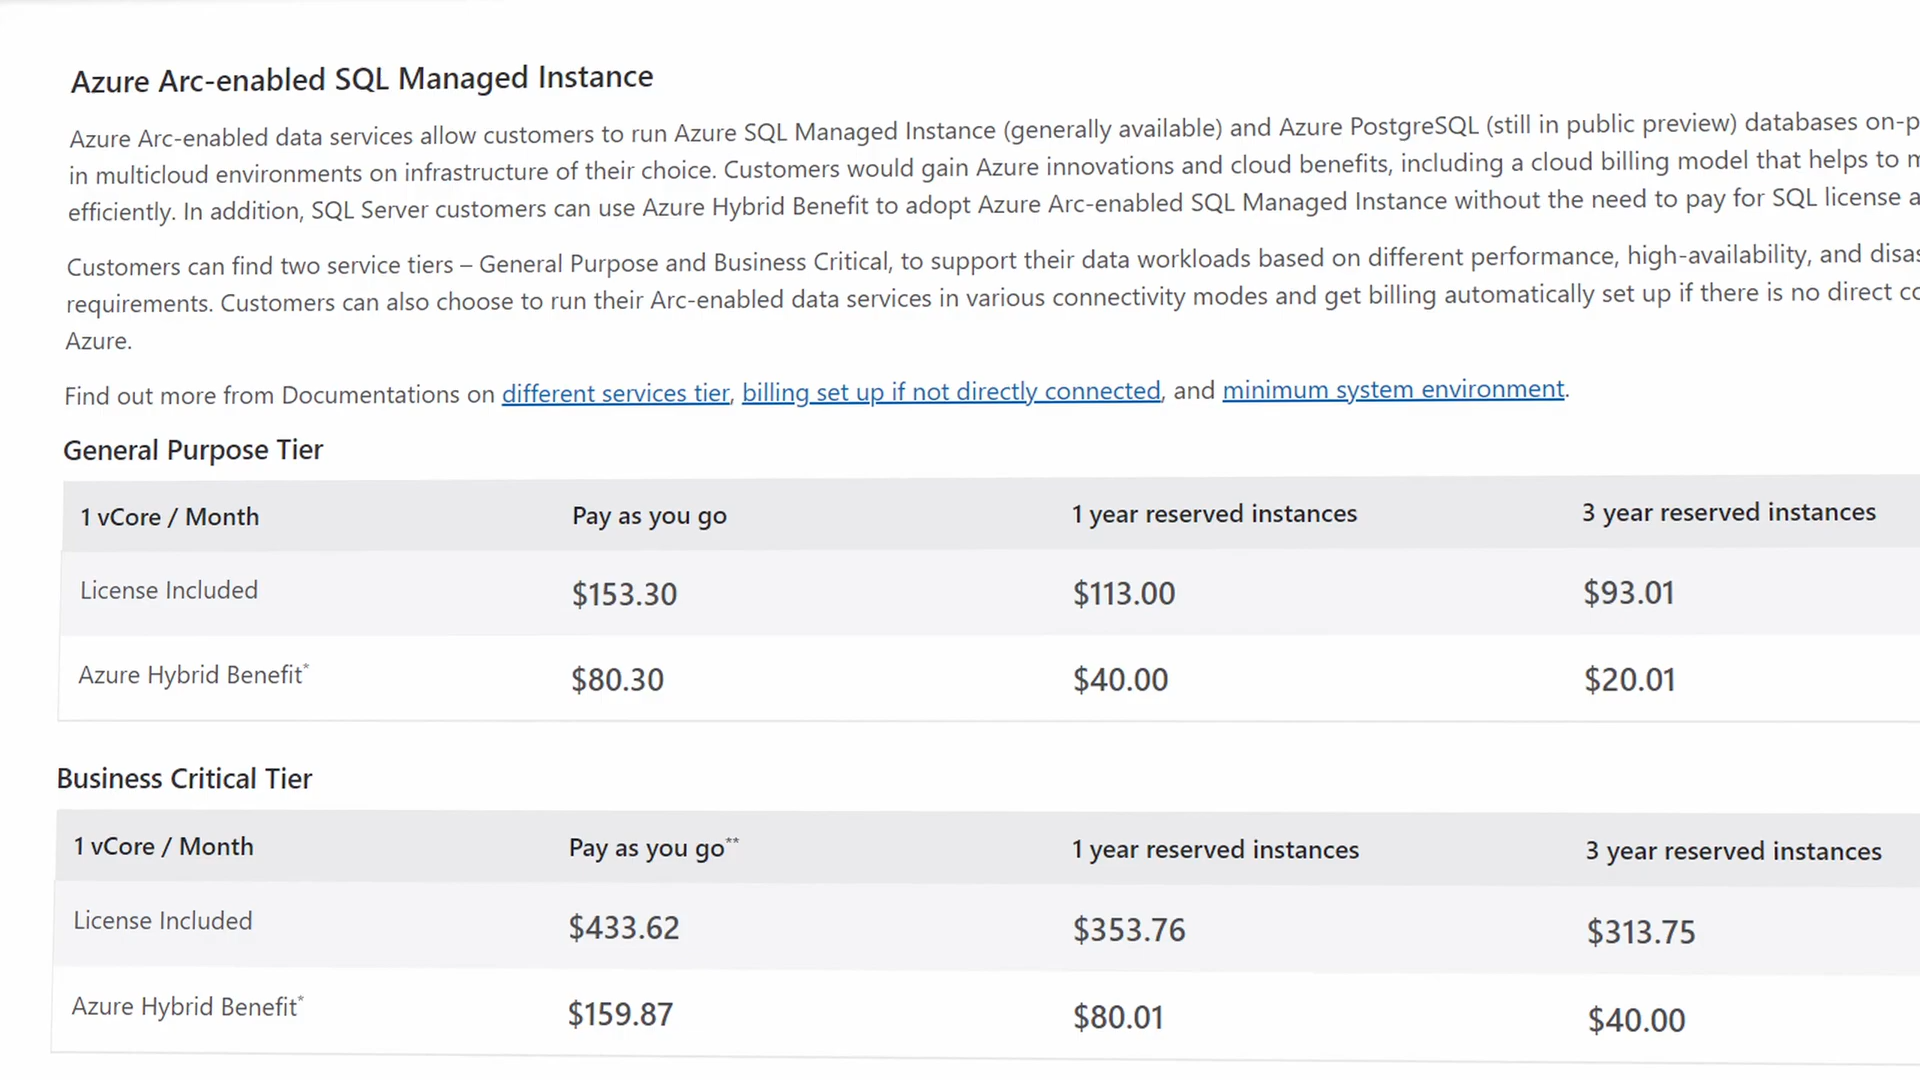 Azure Arc-enabled SQL Managed Instance
Azure Arc-enabled data services allow customers to run Azure SQL Managed Instance (generally available) and Azure PostgreSQL (still in public preview) databases
in multicloud environments on infrastructure of their choice. Customers would gain Azure innovations and cloud benefits, including a cloud billing model that helps to
efficiently. In addition, SQL Server customers can use Azure Hybrid Benefit to adopt Azure Arc-enabled SQL Managed Instance without the need to pay for SQL license
Customers can find two service tiers – General Purpose and Business Critical, to support their data workloads based on different performance, high-availability, and
requirements. Customers can also choose to run their Arc-enabled data services in various connectivity modes and get billing automatically set up if there is no direct
Azure.
Find out more from Documentations on different services tier, billing set up if not directly connected, and minimum system environment.
General Purpose Tier
1 vCore / Month Pay as you go 1 year reserved instances 3 year reserved instances
License Included $153.30 $113.00 $93.01
Azure Hybrid Benefit* $80.30 $40.00 $20.01
Business Critical Tier
1 vCore / Month Pay as you go** 1 year reserved instances 3 year reserved instances
License Included $433.62 $353.76 $313.75
Azure Hybrid Benefit* $159.87 $80.01 $40.00